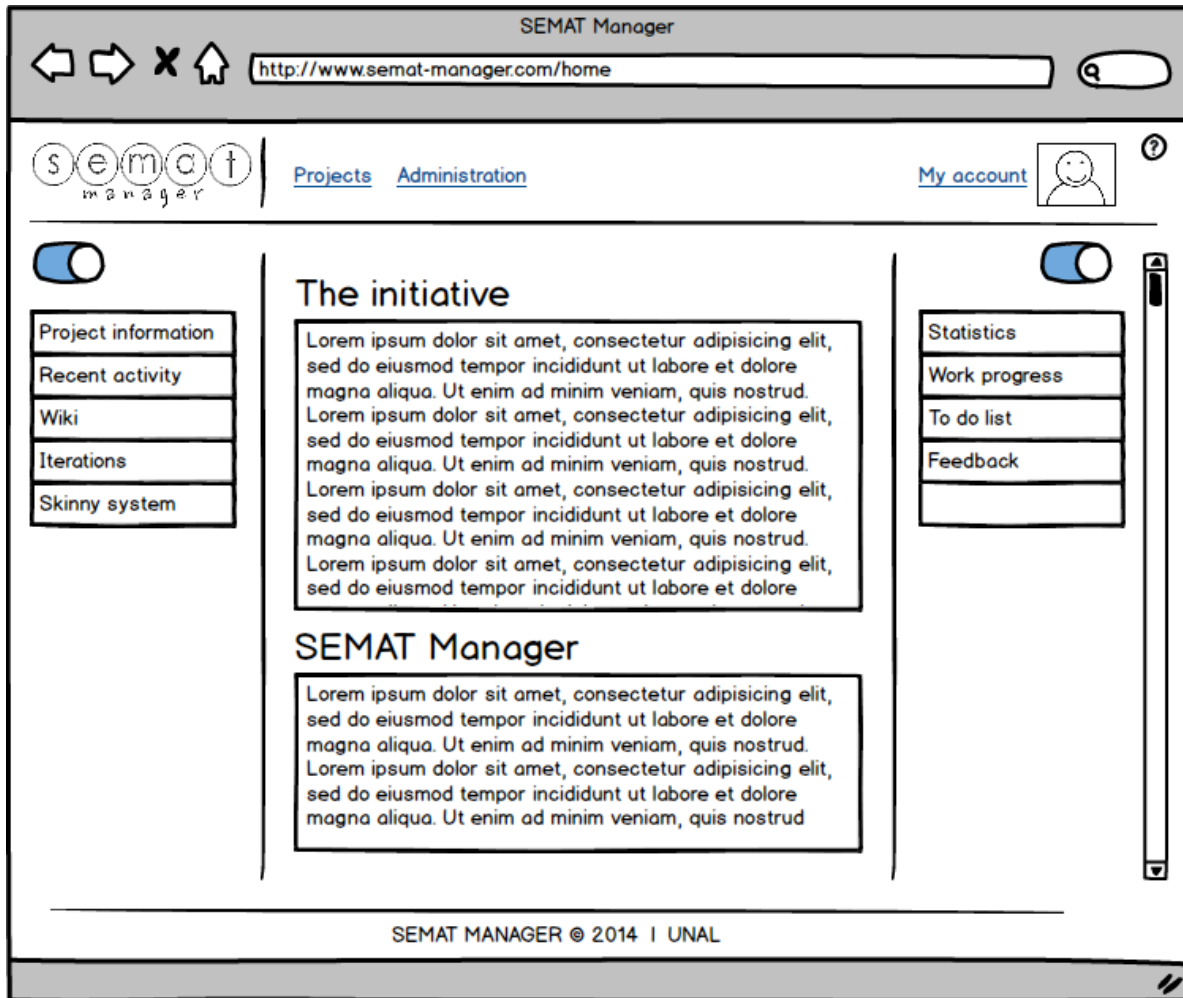 SEMAT Manager
http://www.semat-manager.com/home
semat
manager
Projects Administration
My account
?
Project information
Recent activity
Wiki
Iterations
Skinny system
The initiative
Lorem ipsum dolor sit amet, consectetur adipisicing elit,
sed do eiusmod tempor incididunt ut labore et dolore
magna aliqua. Ut enim ad minim veniam, quis nostrud.
Lorem ipsum dolor sit amet, consectetur adipisicing elit,
sed do eiusmod tempor incididunt ut labore et dolore
magna aliqua. Ut enim ad minim veniam, quis nostrud.
Lorem ipsum dolor sit amet, consectetur adipisicing elit,
sed do eiusmod tempor incididunt ut labore et dolore
magna aliqua. Ut enim ad minim veniam, quis nostrud.
Lorem ipsum dolor sit amet, consectetur adipisicing elit,
sed do eiusmod tempor incididunt ut labore et dolore
SEMAT Manager
Lorem ipsum dolor sit amet, consectetur adipisicing elit,
sed do eiusmod tempor incididunt ut labore et dolore
magna aliqua. Ut enim ad minim veniam, quis nostrud.
Lorem ipsum dolor sit amet, consectetur adipisicing elit,
sed do eiusmod tempor incididunt ut labore et dolore
magna aliqua. Ut enim ad minim veniam, quis nostrud
Statistics
Work progress
To do list
Feedback
SEMAT MANAGER © 2014 | UNAL